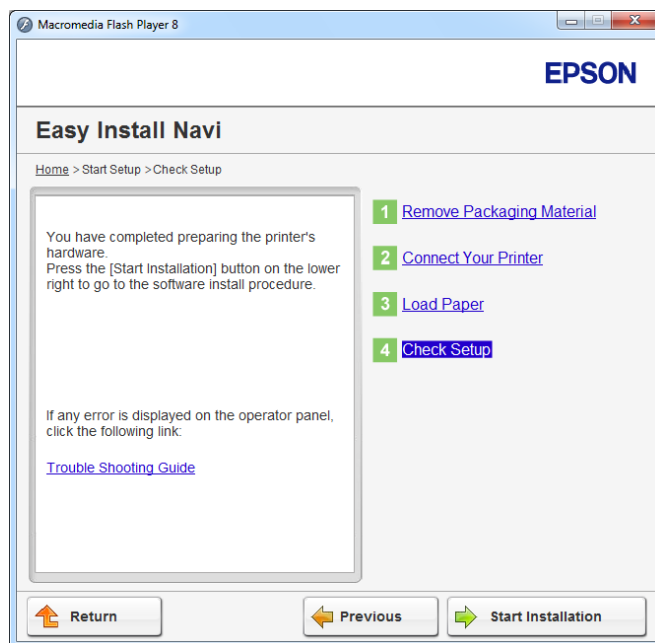 Macromedia Flash Player 8
EPSON
Easy Install Navi
Home > Start Setup >Check Setup
You have completed preparing the printer's
hardware.
Press the [Start Installation] button on the lower
right to go to the software install procedure.
If any error is displayed on the operator panel,
click the following link:
Trouble Shooting Guide
1 Remove Packaging Material
2 Connect Your Printer
3 Load Paper
4 Check Setup
Return
Previous
Start Installation